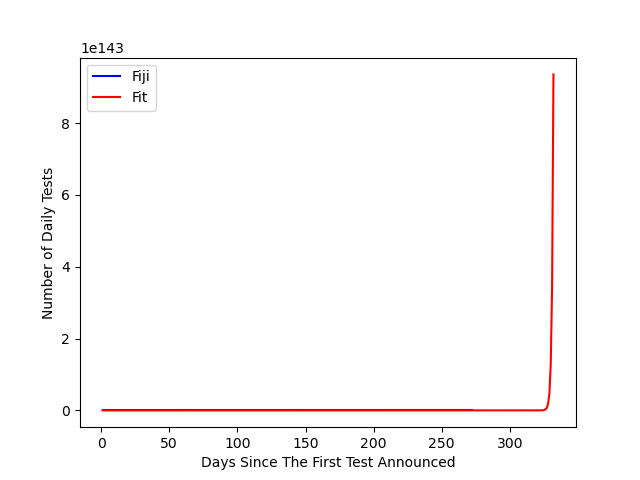 1e143
Fiji
Fit
8
6
4
2
0
Number of Daily Tests
0 50 100 150 200 250 300
Days Since The First Test Announced